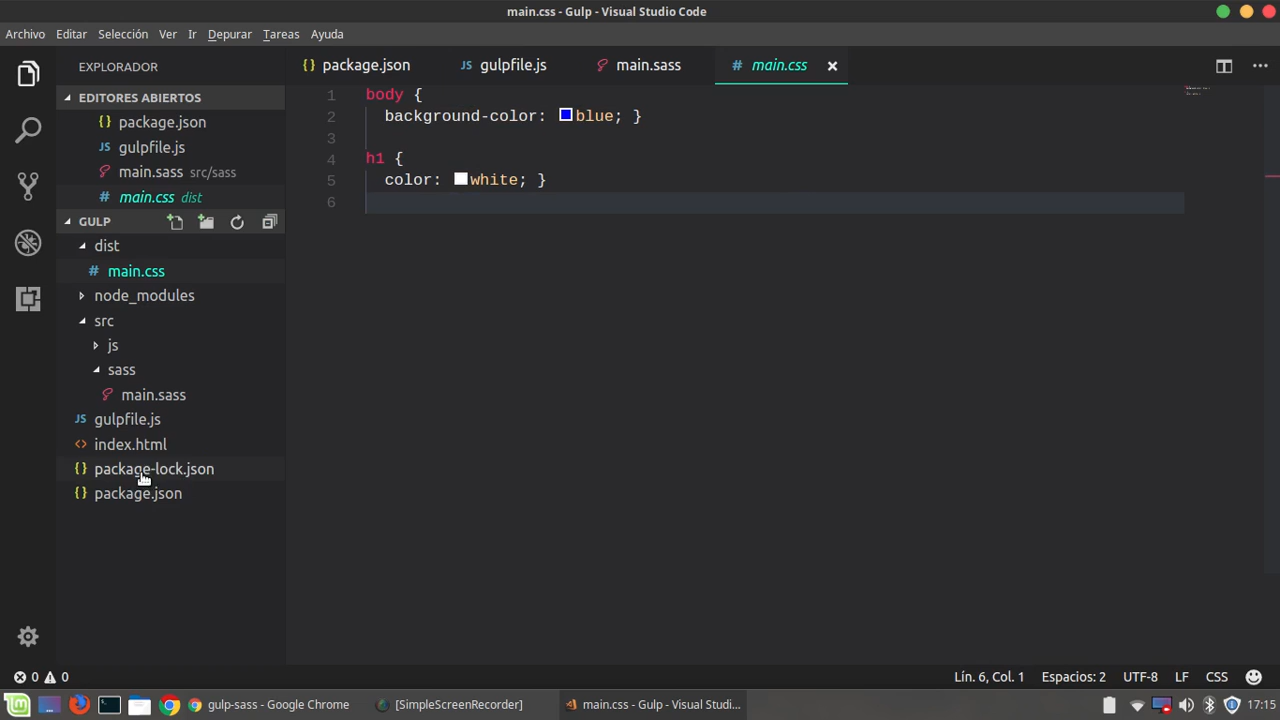 main.css - Gulp - Visual Studio Code
Archivo Editar Selección Ver Ir Depurar Tareas Ayuda
EXPLORADOR
EDITORES ABIERTOS
{} package.json
JS gulpfile.js
main.sass src/sass
# main.css dist
GULP
dist
# main.css
node_modules
src
js
sass
main.sass
JS gulpfile.js
<> index.html
{} package-lock.json
{} package.json
{} package.json JS gulpfile.js main.sass # main.css
1 body {
2 background-color: blue; }
3
4 h1 {
5 color: white; }
6
0 0
Lín. 6, Col. 1 Espacios: 2 UTF-8 LF CSS
gulp-sass - Google Chrome [SimpleScreenRecorder] main.css - Gulp - Visual Studi... 17:15